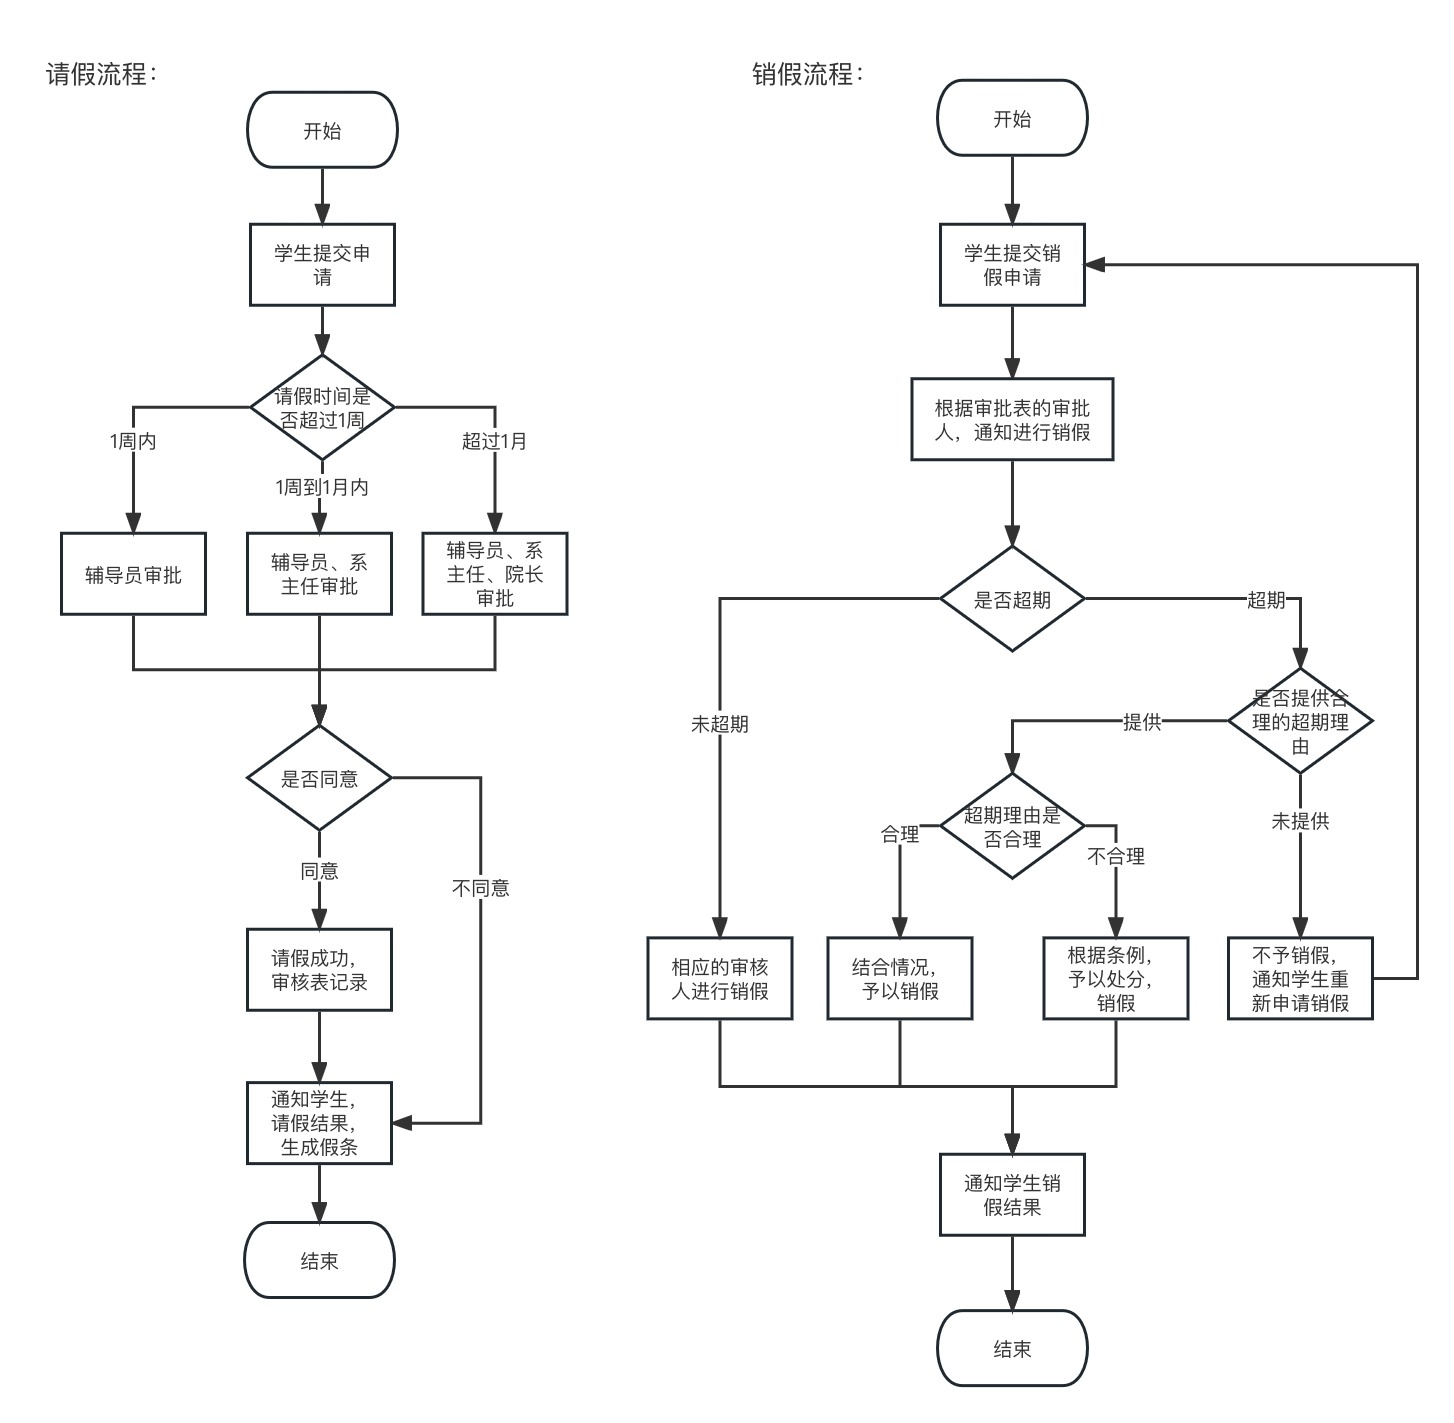 请假流程：
开始
学生提交申
请
请假时间是
否超过1周
1周内
1周到1月内
超过1月
辅导员审批
辅导员、系
主任审批
辅导员、系
主任、院长
审批
是否同意
同意
不同意
请假成功，
审核表记录
通知学生，
请假结果，
生成假条
结束
销假流程：
开始
学生提交销
假申请
根据审批表的审批
人，通知进行销假
是否超期
未超期
超期
是否提供合
理的超期理
由
提供
未提供
超期理由是
否合理
合理
不合理
相应的审核
人进行销假
结合情况，
予以销假
根据条例，
予以处分，
销假
不予销假，
通知学生重
新申请销假
通知学生销
假结果
结束